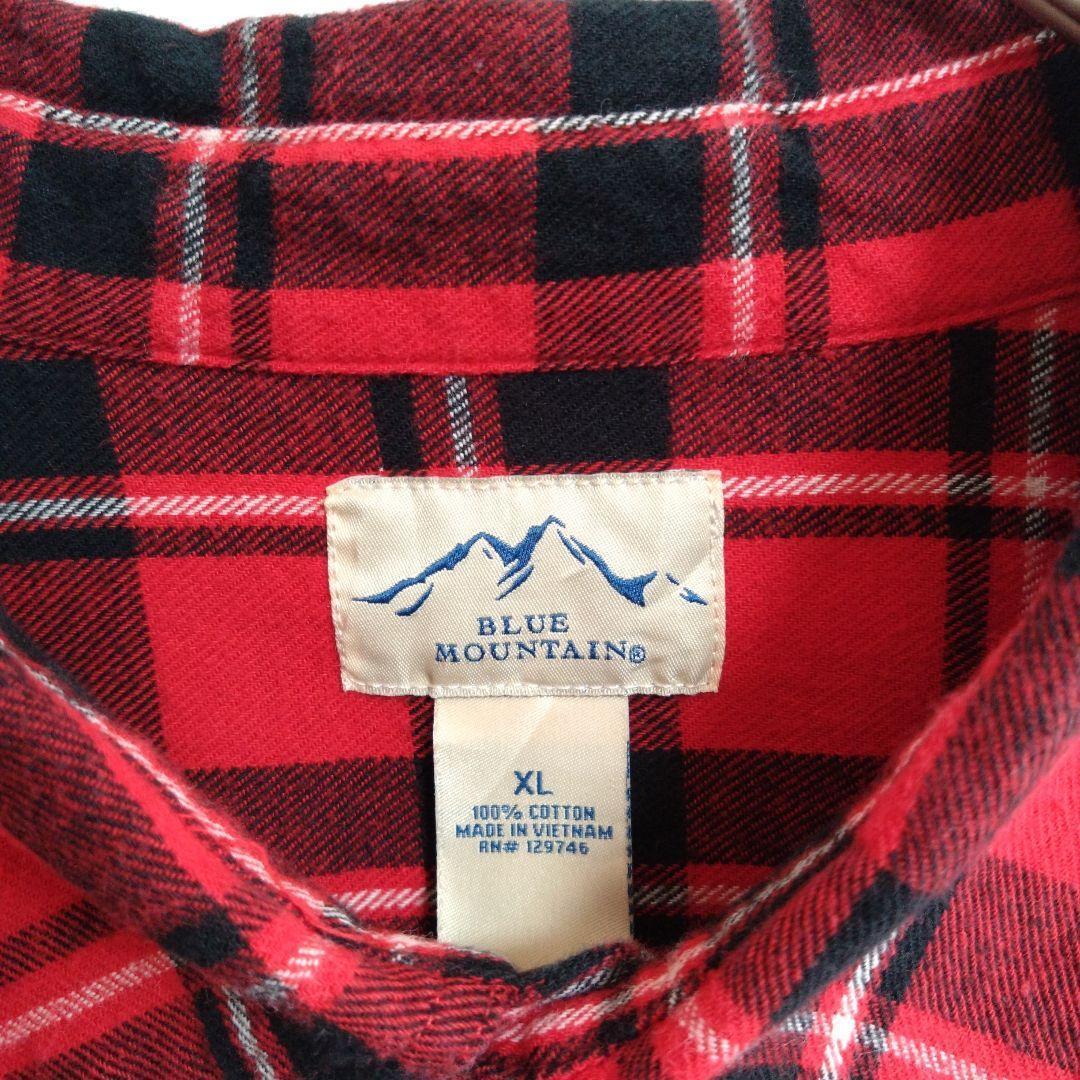 BLUE
MOUNTAIN®
XL
100% COTTON
MADE IN VIETNAM
RN# 129746